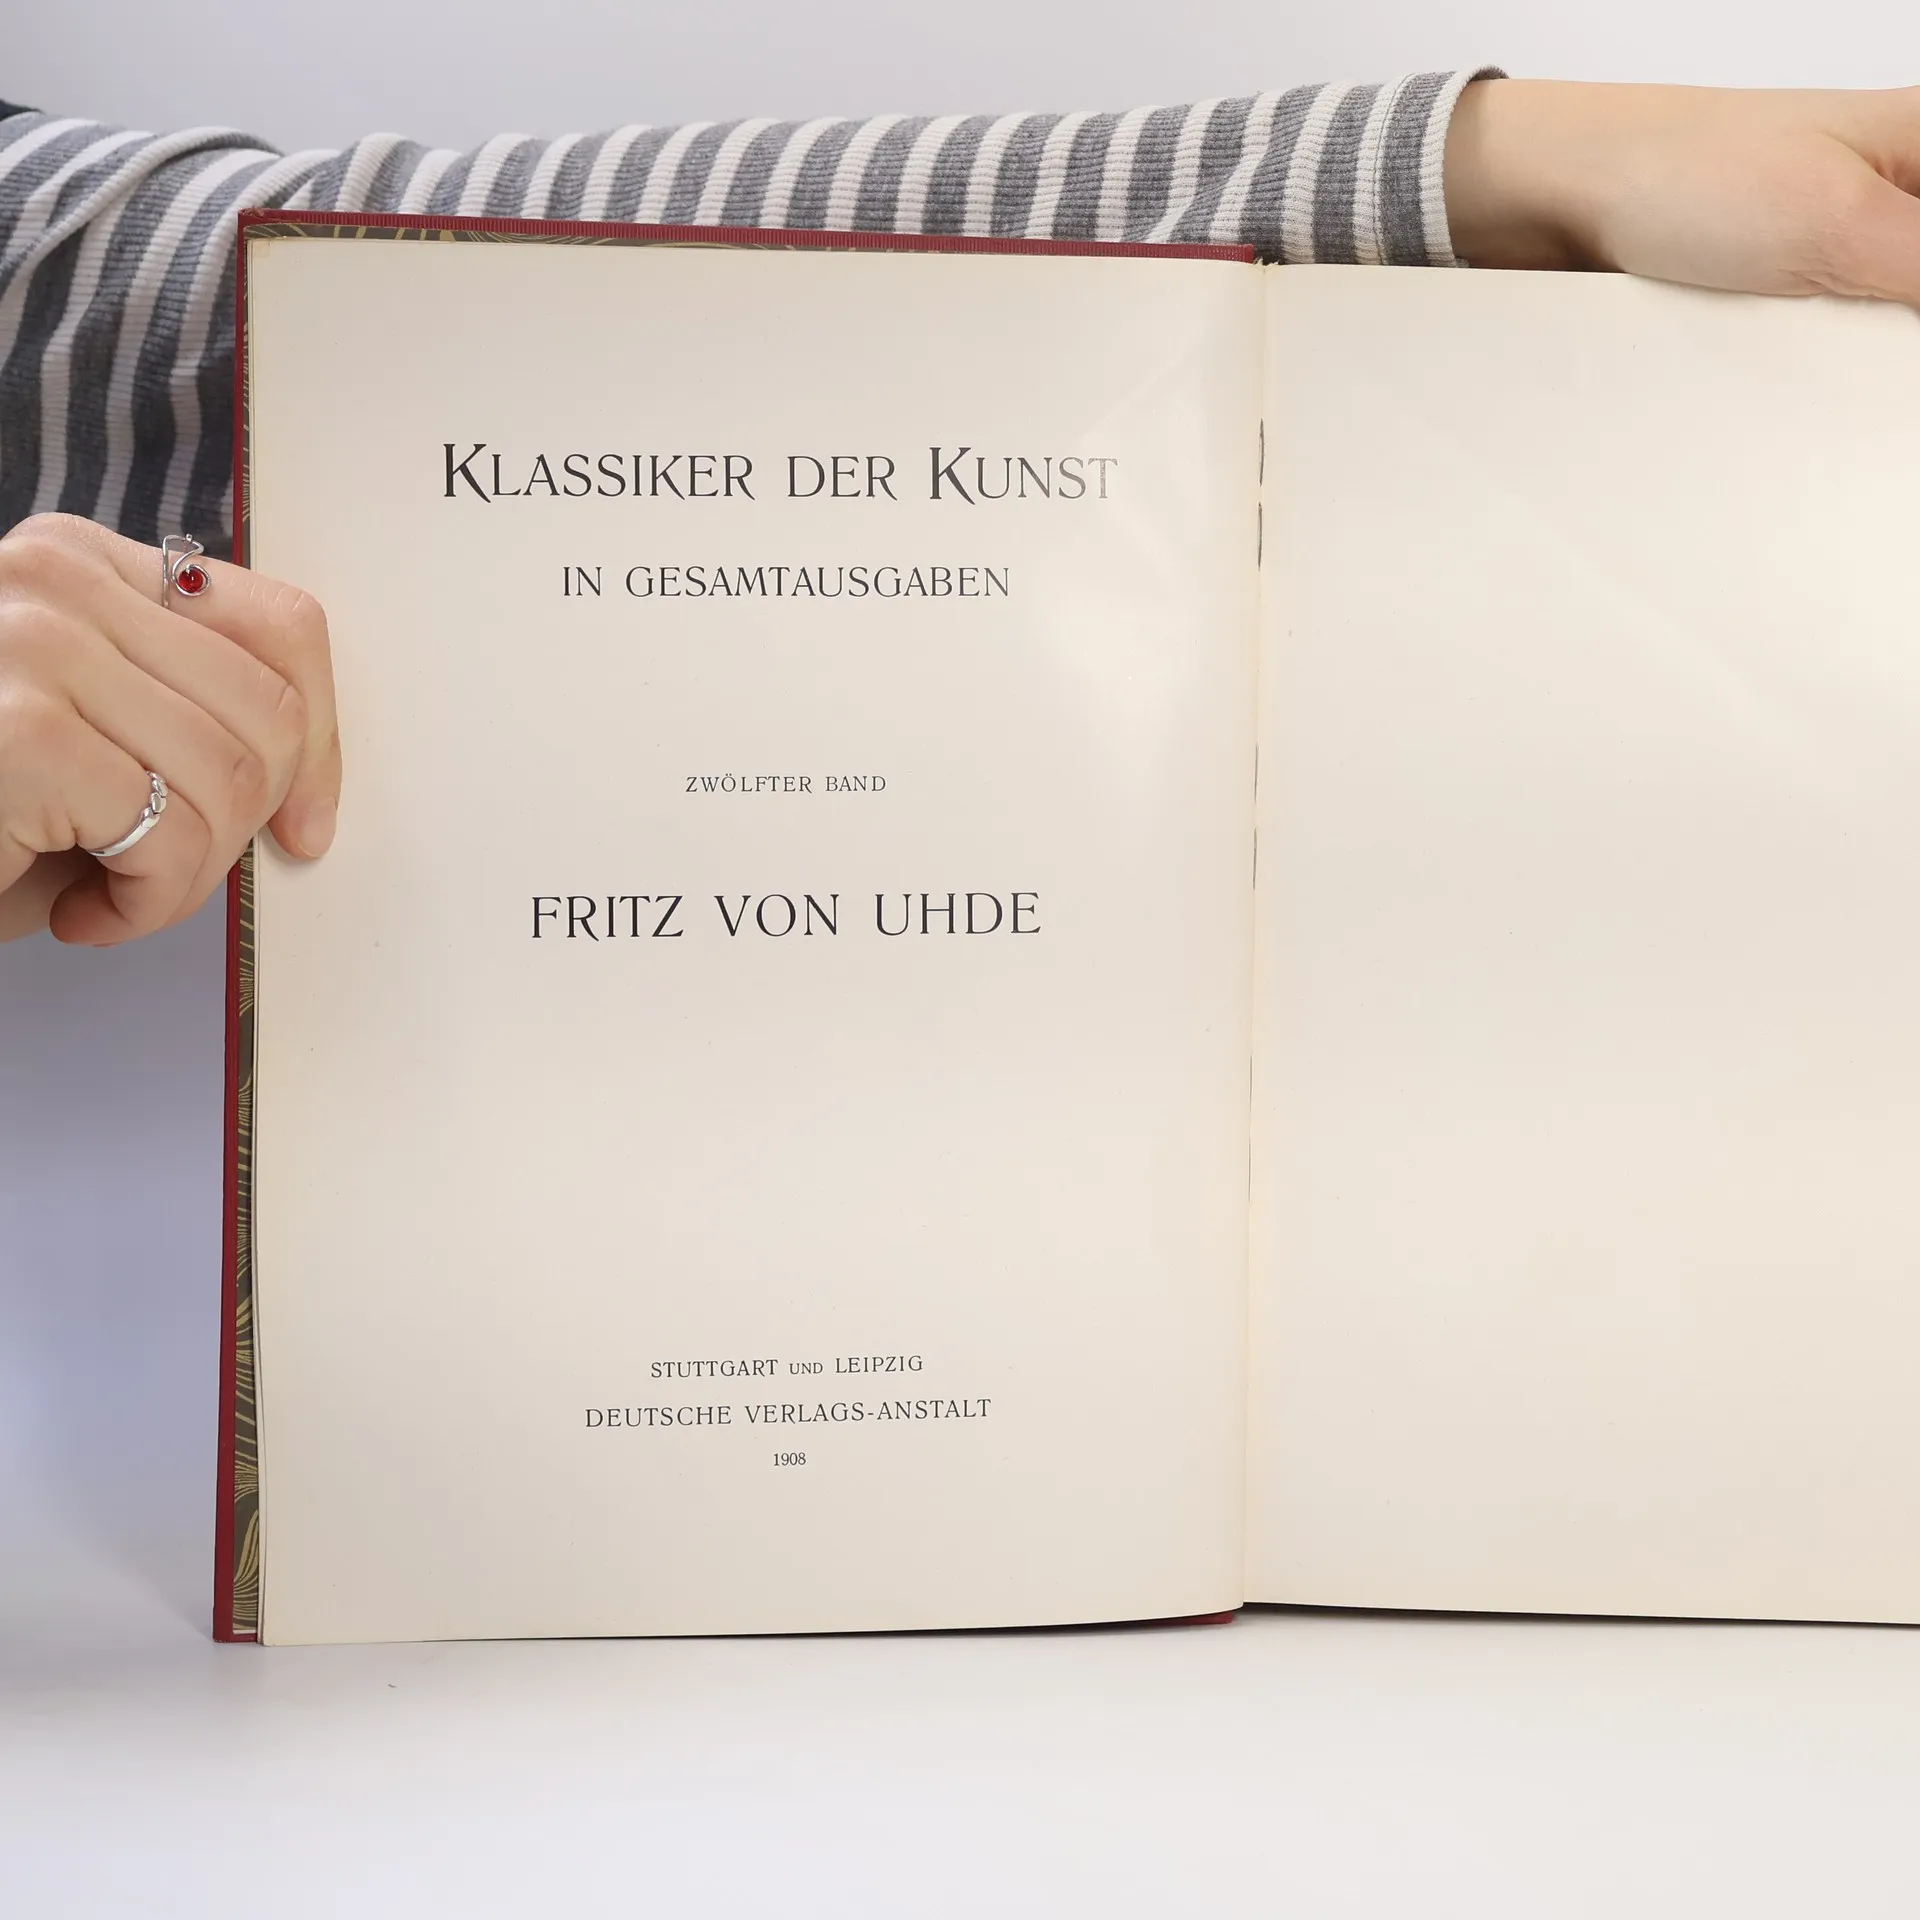 KLASSIKER DER KUNST
IN GESAMTAUSGABEN
ZWÖLFTER BAND
FRITZ VON UHDE
STUTTGART UND LEIPZIG
DEUTSCHE VERLAGS-ANSTALT
1908